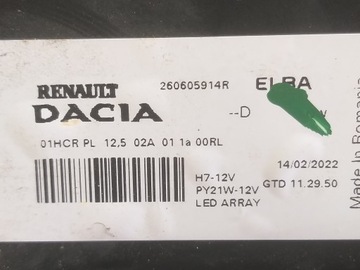 RENAULT 260605914R ELBA
DACIA --D W
01HCR PL 12,5 02A 01 1a 00RL
14/02/2022
H7-12V
PY21W-12V GTD 11.29.50
LED ARRAY
Made In Romania